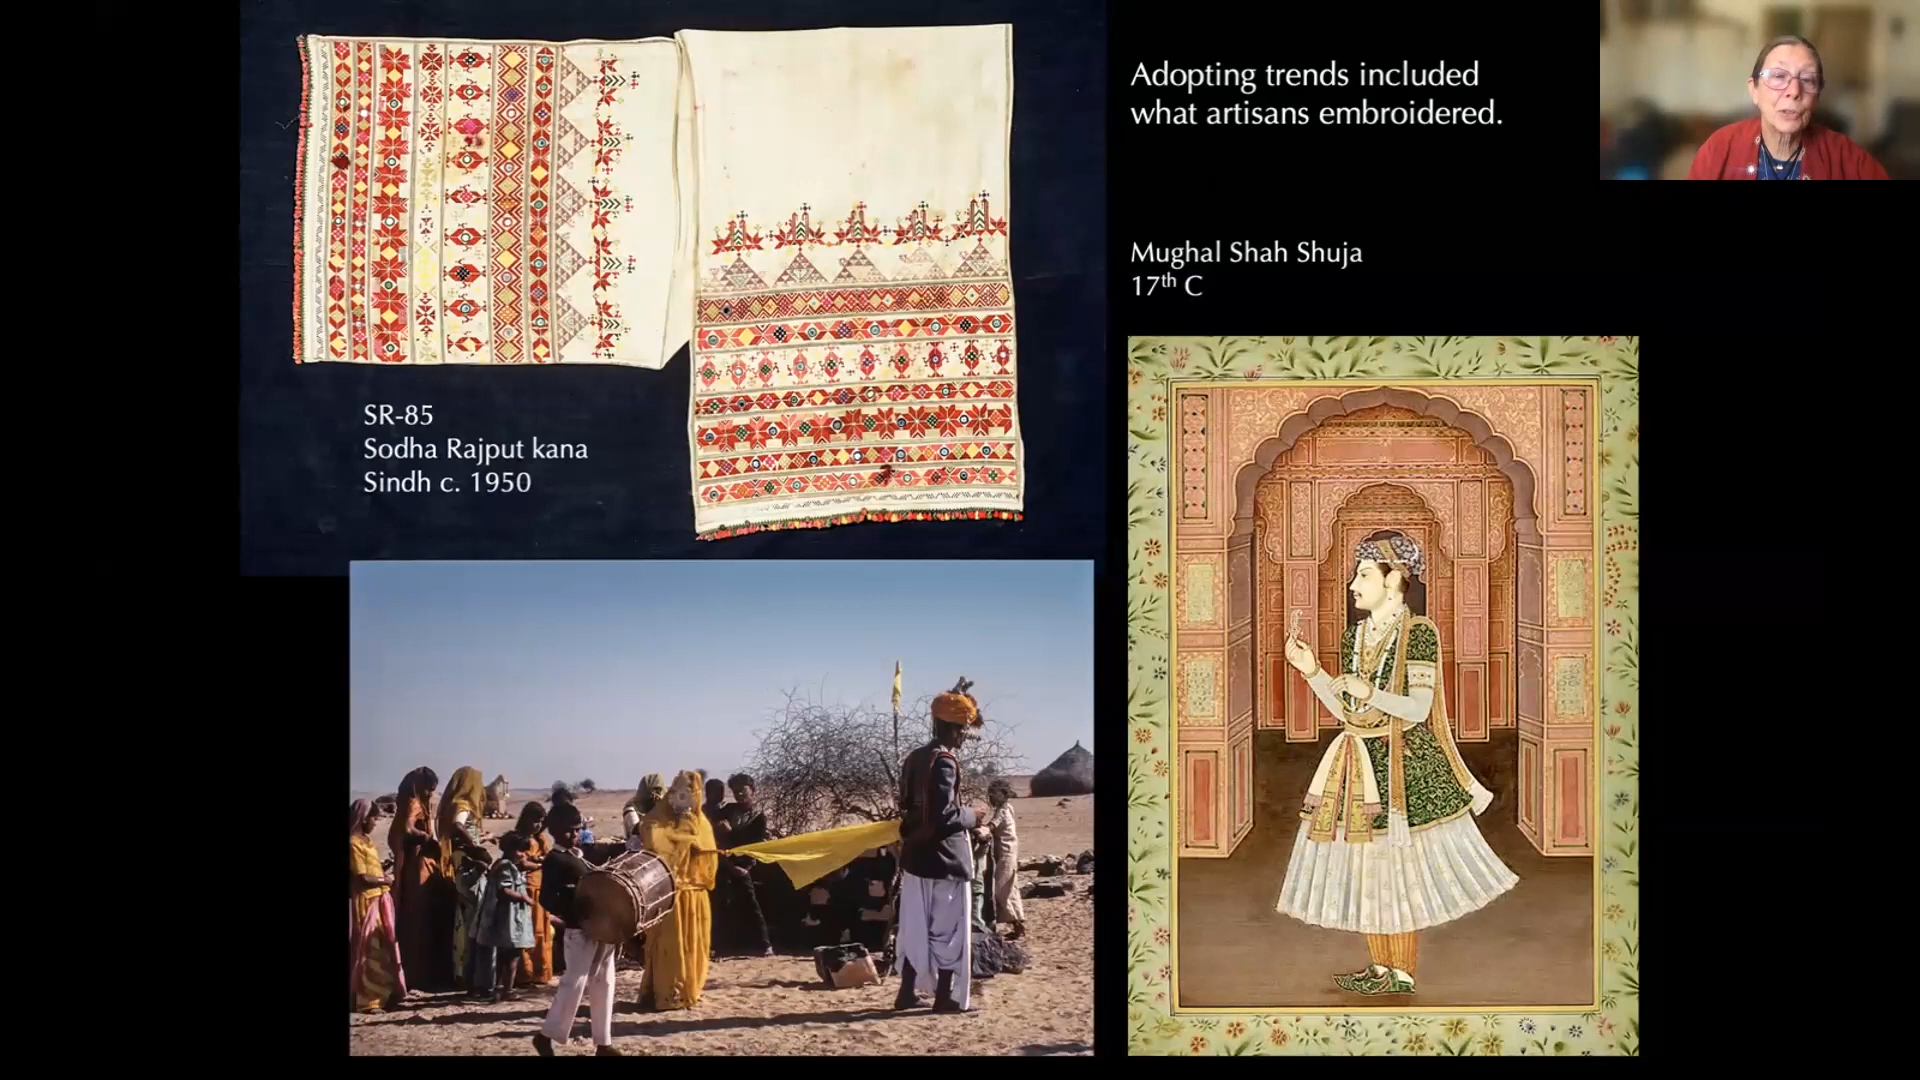 Adopting trends included
what artisans embroidered.
Mughal Shah Shuja
17th C
SR-85
Sodha Rajput kana
Sindh c. 1950